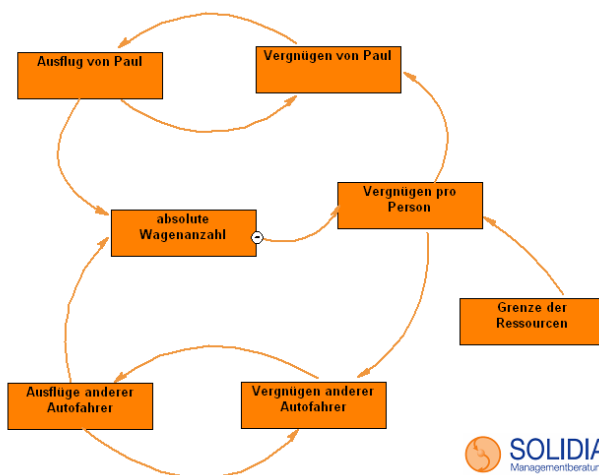 Ausflug von Paul
Vergnügen von Paul
Vergnügen pro
Person
absolute
Wagenanzahl
-
Grenze der
Ressourcen
Ausflüge anderer
Autofahrer
Vergnügen anderer
Autofahrer
SOLIDIA
Managementberatun